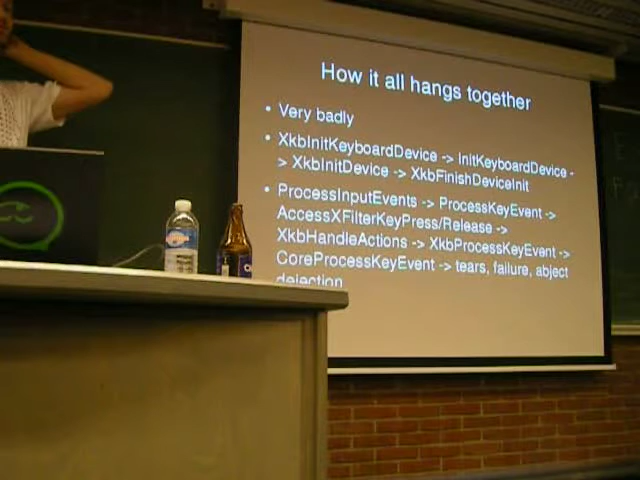 How it all hangs together
• Very badly
• XkbInitKeyboardDevice -> InitKeyboardDevice -
> XkbInitDevice -> XkbFinishDeviceInit
• ProcessInputEvents -> ProcessKeyEvent ->
AccessXFilterKeyPress/Release ->
XkbHandleActions -> XkbProcessKeyEvent ->
CoreProcessKeyEvent -> tears, failure, abject
dejection